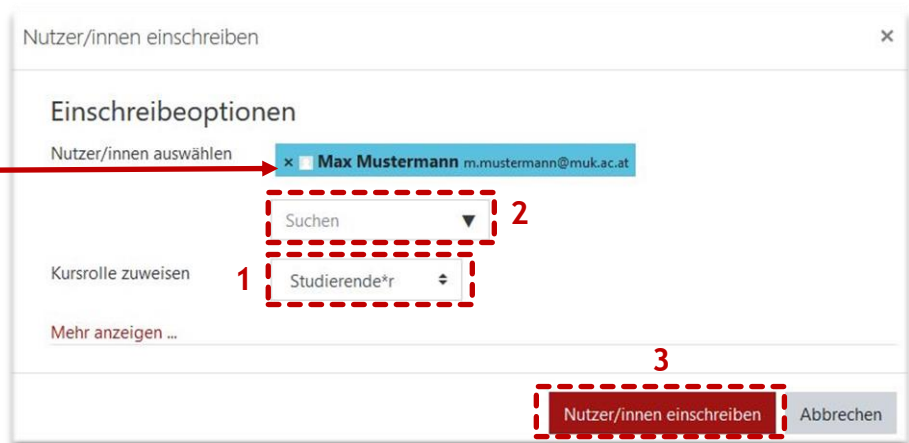 Nutzer/innen einschreiben ×
Einschreibeoptionen
Nutzer/innen auswählen × Max Mustermann m.mustermann@muk.ac.at
Suchen ▼ 2
Kursrolle zuweisen 1 Studierende*r
Mehr anzeigen ...
3
Nutzer/innen einschreiben Abbrechen